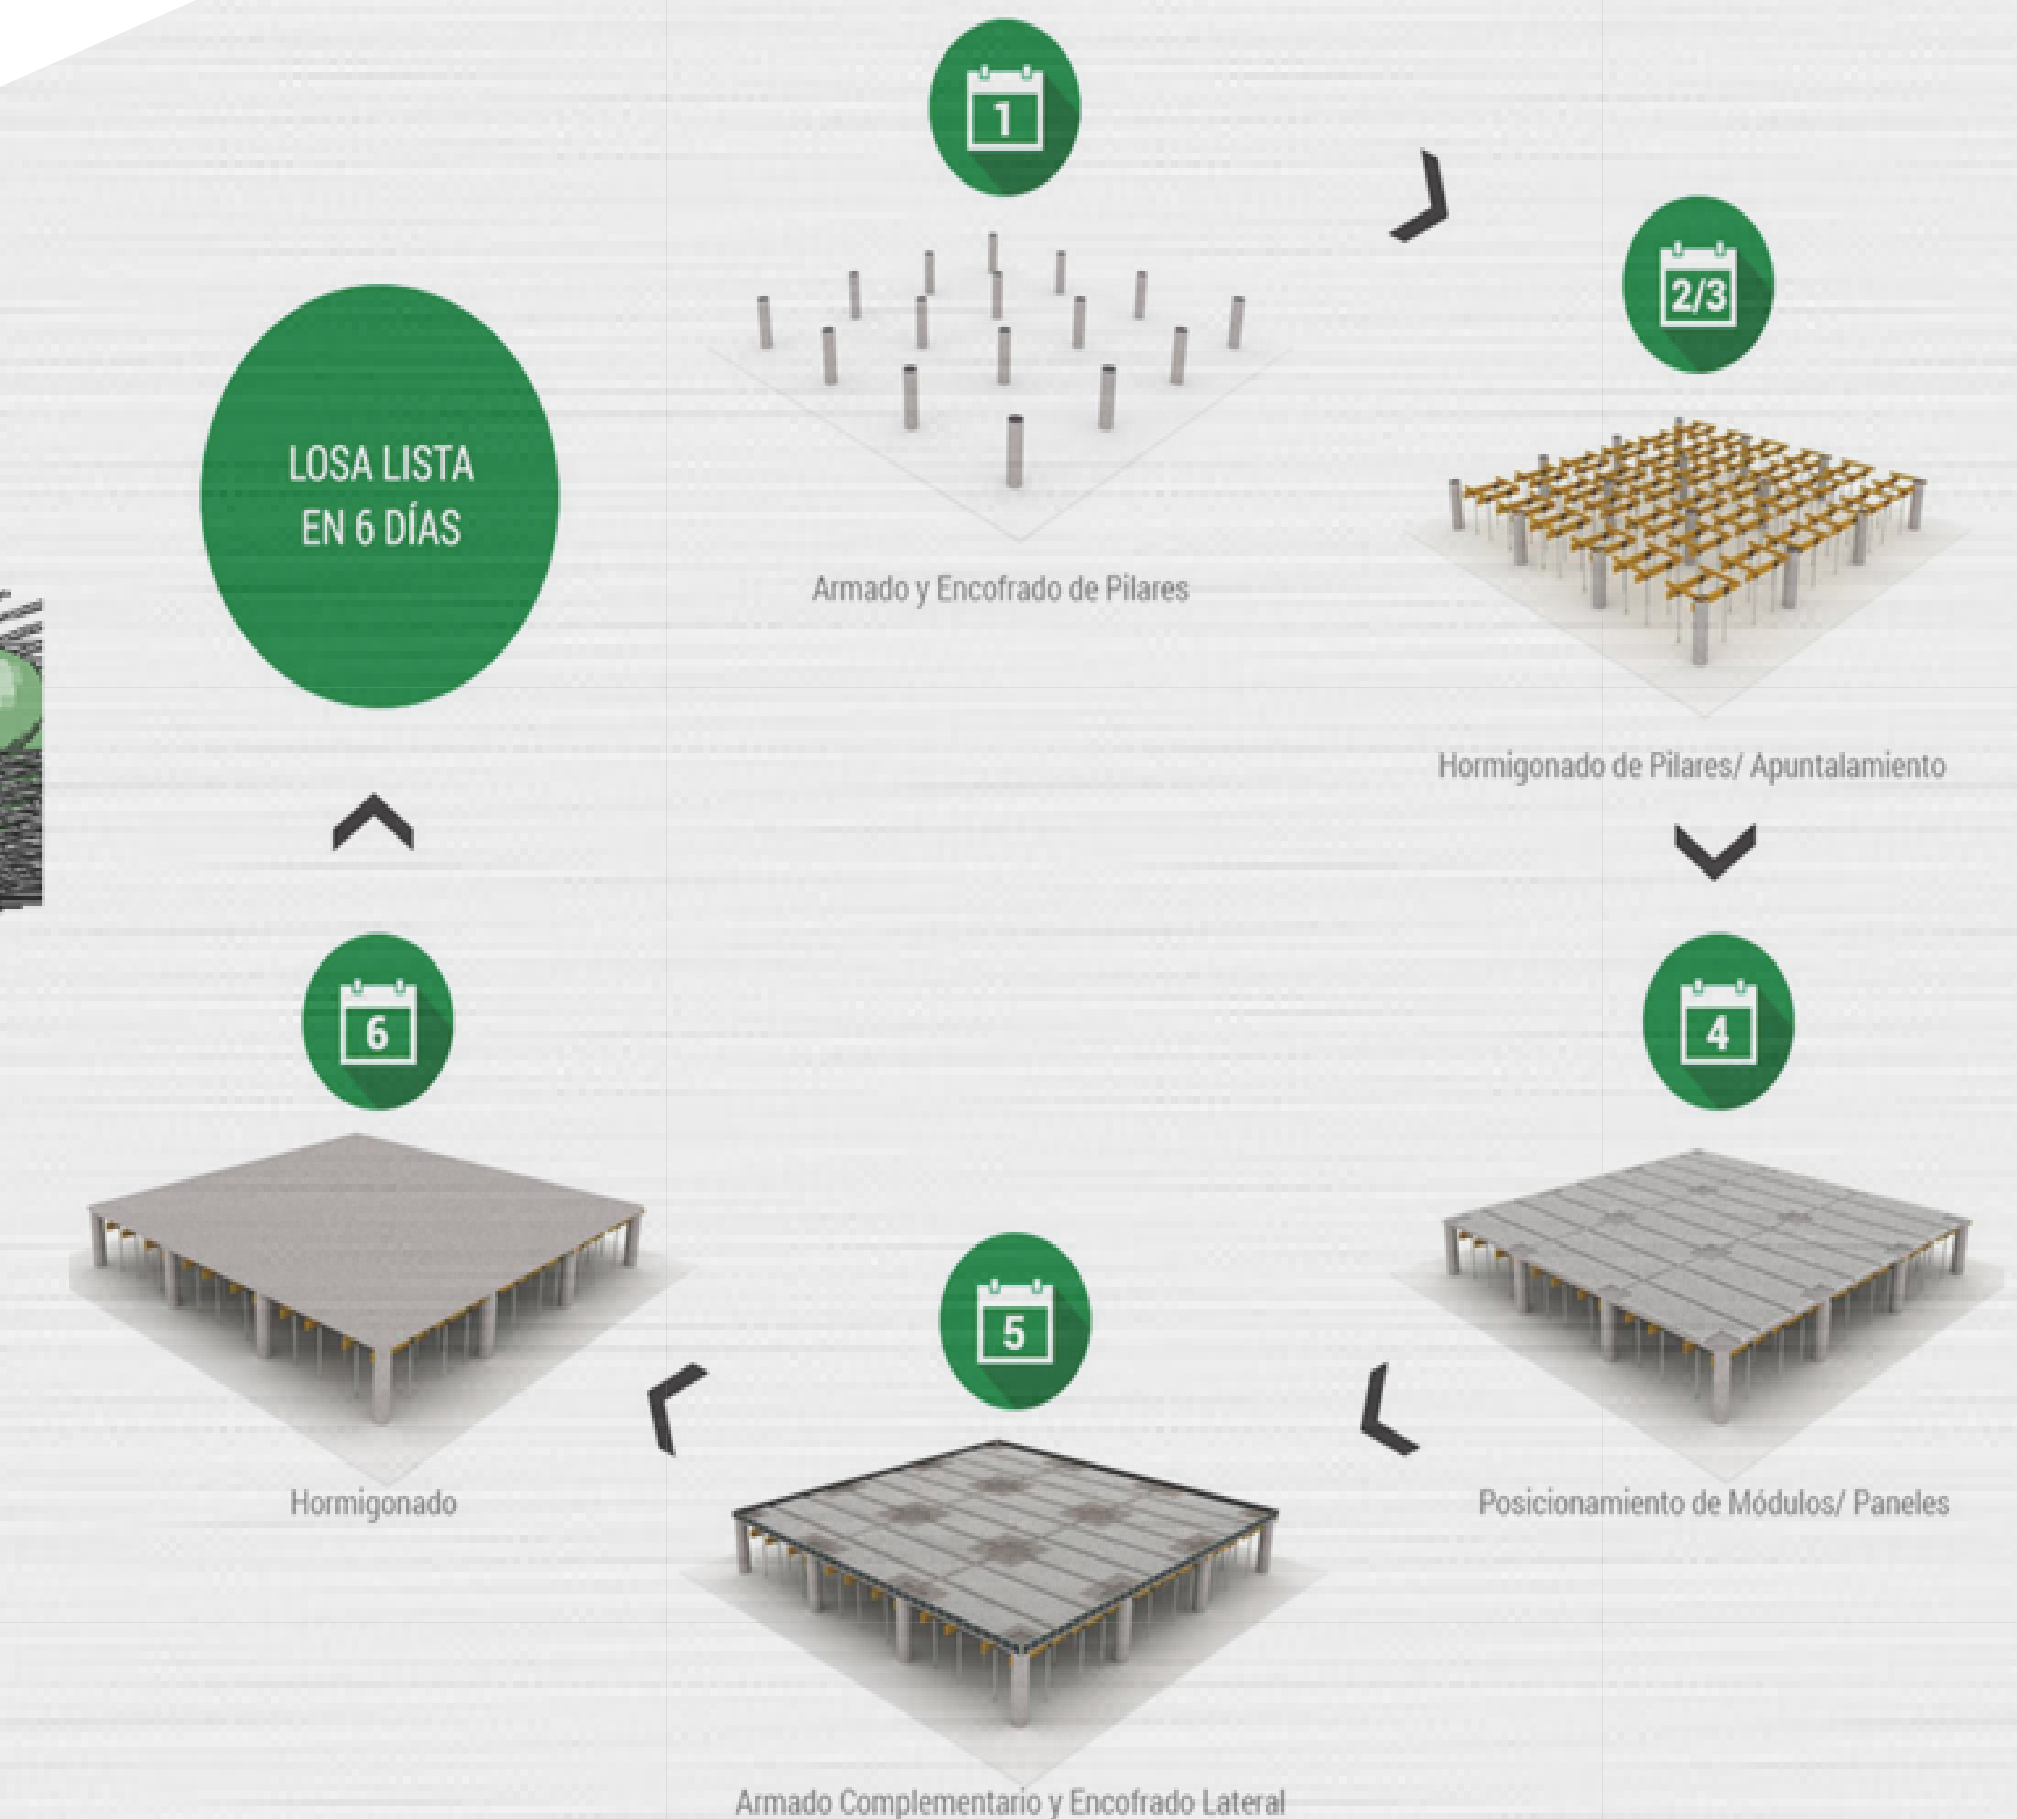 1
Armado y Encofrado de Pilares
2/3
Hormigonado de Pilares/ Apuntalamiento
4
Posicionamiento de Módulos/ Paneles
5
Armado Complementario y Encofrado Lateral
6
Hormigonado
LOSA LISTA
EN 6 DÍAS